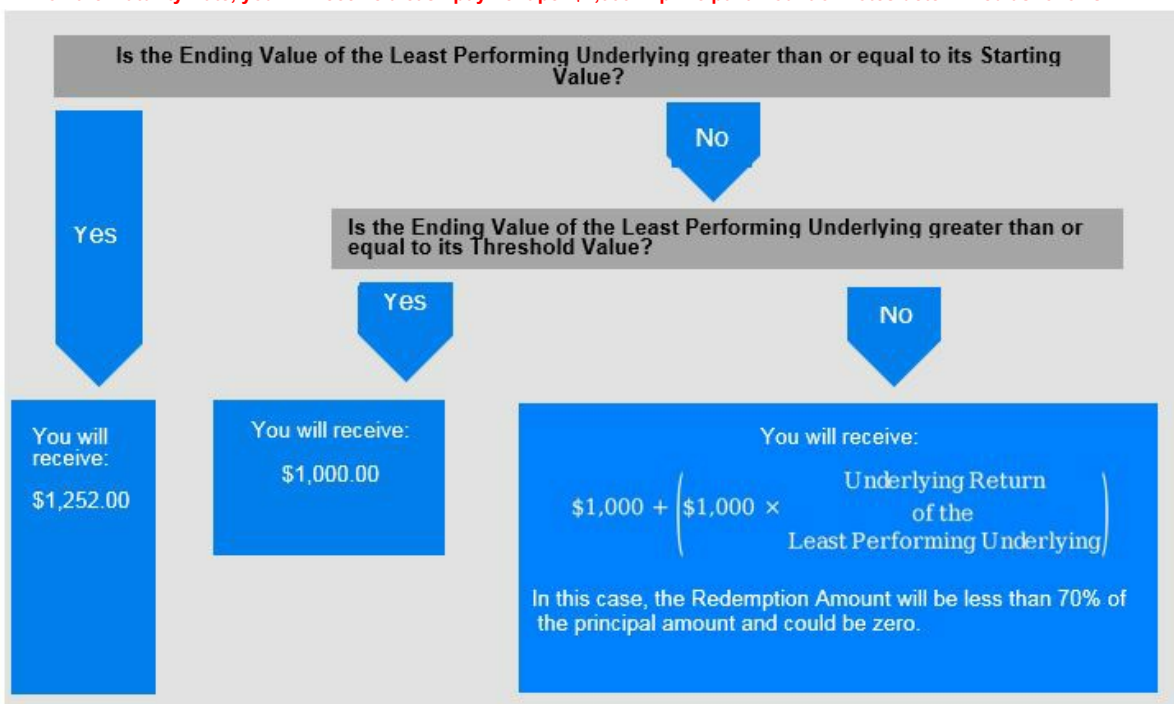 Is the Ending Value of the Least Performing Underlying greater than or equal to its Starting
Value?
Yes
No
Is the Ending Value of the Least Performing Underlying greater than or
equal to its Threshold Value?
Yes
No
You will
receive:
$1,252.00
You will receive:
$1,000.00
You will receive:
$1,000 + ($1,000 × Underlying Return
of the
Least Performing Underlying)
In this case, the Redemption Amount will be less than 70% of
the principal amount and could be zero.